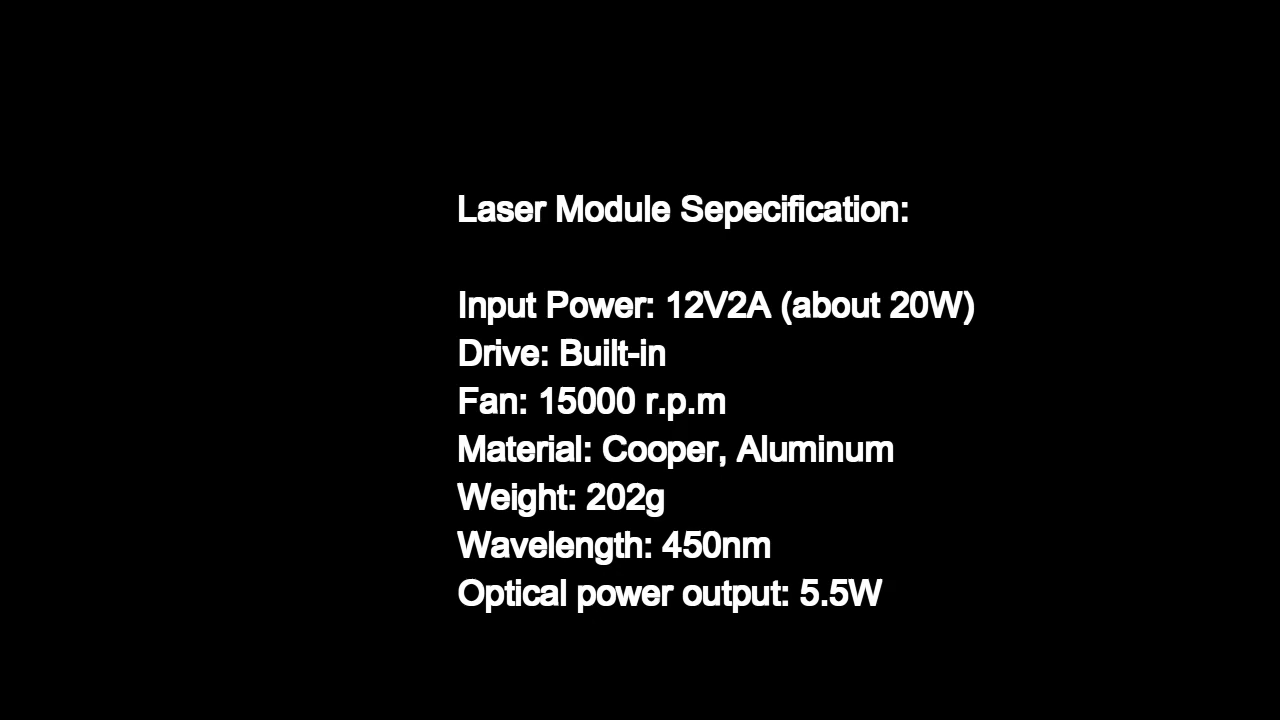 Laser Module Sepecification:
Input Power: 12V2A (about 20W)
Drive: Built-in
Fan: 15000 r.p.m
Material: Cooper, Aluminum
Weight: 202g
Wavelength: 450nm
Optical power output: 5.5W